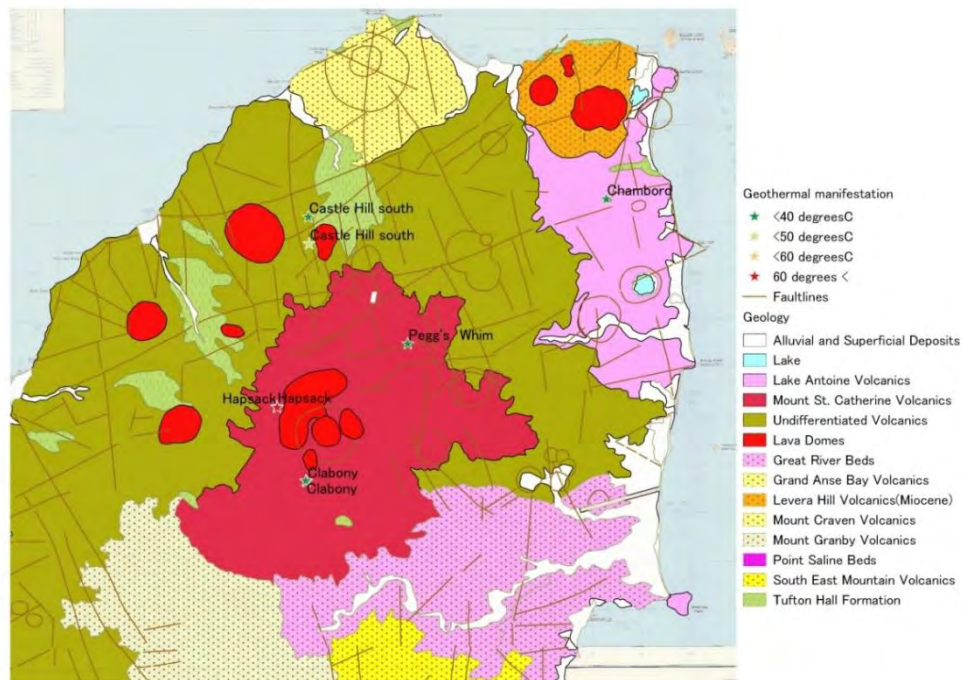 Castle Hill south
Castle Hill south
Chambord
Pegg's Whim
HapsackHapsack
Clabony
Clabony
Geothermal manifestation
<40 degreesC
<50 degreesC
<60 degreesC
60 degrees <
Faultlines
Geology
Alluvial and Superficial Deposits
Lake
Lake Antoine Volcanics
Mount St. Catherine Volcanics
Undifferentiated Volcanics
Lava Domes
Great River Beds
Grand Anse Bay Volcanics
Levera Hill Volcanics(Miocene)
Mount Craven Volcanics
Mount Granby Volcanics
Point Saline Beds
South East Mountain Volcanics
Tufton Hall Formation